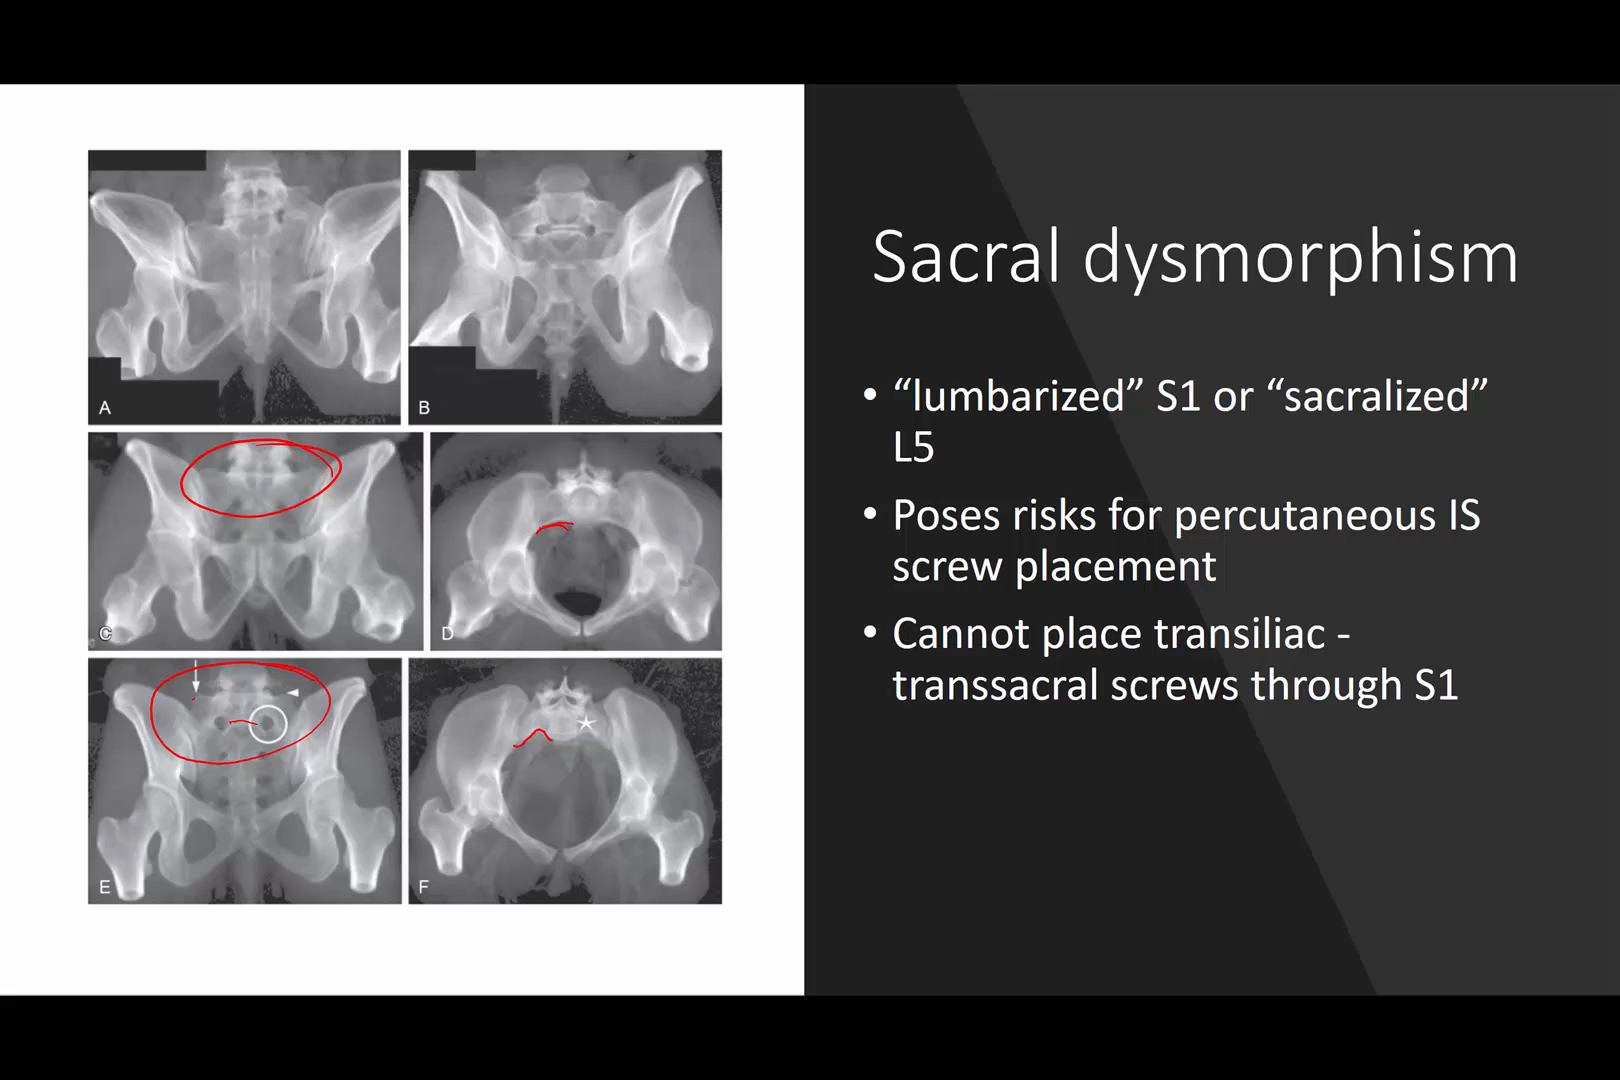 A
B
C
D
E
F
Sacral dysmorphism
• “lumbarized” S1 or “sacralized”
L5
• Poses risks for percutaneous IS
screw placement
• Cannot place transiliac -
transsacral screws through S1